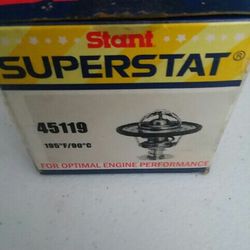 Stant
SUPERSTAT®
45119
195°F/90°C
FOR OPTIMAL ENGINE PERFORMANCE